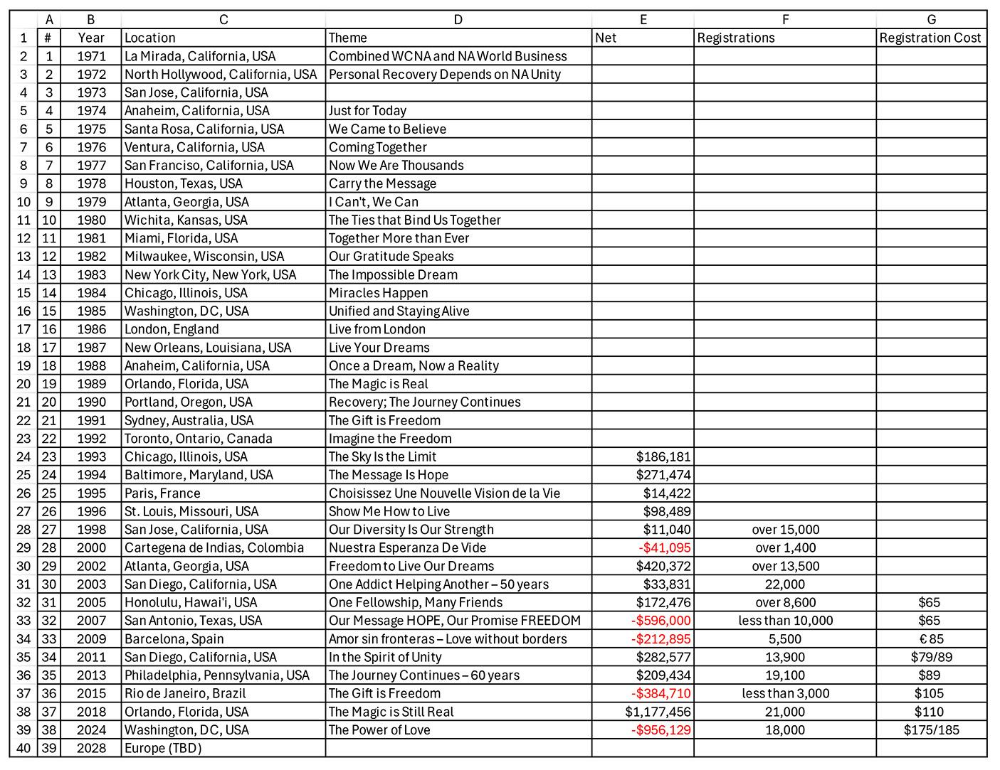 A B C D E F G
1 # Year Location Theme Net Registrations Registration Cost
2 1 1971 La Mirada, California, USA Combined WCNA and NA World Business
3 2 1972 North Hollywood, California, USA Personal Recovery Depends on NA Unity
4 3 1973 San Jose, California, USA
5 4 1974 Anaheim, California, USA Just for Today
6 5 1975 Santa Rosa, California, USA We Came to Believe
7 6 1976 Ventura, California, USA Coming Together
8 7 1977 San Franciso, California, USA Now We Are Thousands
9 8 1978 Houston, Texas, USA Carry the Message
10 9 1979 Atlanta, Georgia, USA I Can't, We Can
11 10 1980 Wichita, Kansas, USA The Ties that Bind Us Together
12 11 1981 Miami, Florida, USA Together More than Ever
13 12 1982 Milwaukee, Wisconsin, USA Our Gratitude Speaks
14 13 1983 New York City, New York, USA The Impossible Dream
15 14 1984 Chicago, Illinois, USA Miracles Happen
16 15 1985 Washington, DC, USA Unified and Staying Alive
17 16 1986 London, England Live from London
18 17 1987 New Orleans, Louisiana, USA Live Your Dreams
19 18 1988 Anaheim, California, USA Once a Dream, Now a Reality
20 19 1989 Orlando, Florida, USA The Magic is Real
21 20 1990 Portland, Oregon, USA Recovery; The Journey Continues
22 21 1991 Sydney, Australia, USA The Gift is Freedom
23 22 1992 Toronto, Ontario, Canada Imagine the Freedom
24 23 1993 Chicago, Illinois, USA The Sky Is the Limit $186,181
25 24 1994 Baltimore, Maryland, USA The Message Is Hope $271,474
26 25 1995 Paris, France Choisissez Une Nouvelle Vision de la Vie $14,422
27 26 1996 St. Louis, Missouri, USA Show Me How to Live $98,489
28 27 1998 San Jose, California, USA Our Diversity Is Our Strength $11,040 over 15,000
29 28 2000 Cartegena de Indias, Colombia Nuestra Esperanza De Vide -$41,095 over 1,400
30 29 2002 Atlanta, Georgia, USA Freedom to Live Our Dreams $420,372 over 13,500
31 30 2003 San Diego, California, USA One Addict Helping Another – 50 years $33,831 22,000
32 31 2005 Honolulu, Hawai'i, USA One Fellowship, Many Friends $172,476 over 8,600 $65
33 32 2007 San Antonio, Texas, USA Our Message HOPE, Our Promise FREEDOM -$596,000 less than 10,000 $65
34 33 2009 Barcelona, Spain Amor sin fronteras – Love without borders -$212,895 5,500 € 85
35 34 2011 San Diego, California, USA In the Spirit of Unity $282,577 13,900 $79/89
36 35 2013 Philadelphia, Pennsylvania, USA The Journey Continues – 60 years $209,434 19,100 $89
37 36 2015 Rio de Janeiro, Brazil The Gift is Freedom -$384,710 less than 3,000 $105
38 37 2018 Orlando, Florida, USA The Magic is Still Real $1,177,456 21,000 $110
39 38 2024 Washington, DC, USA The Power of Love -$956,129 18,000 $175/185
40 39 2028 Europe (TBD)